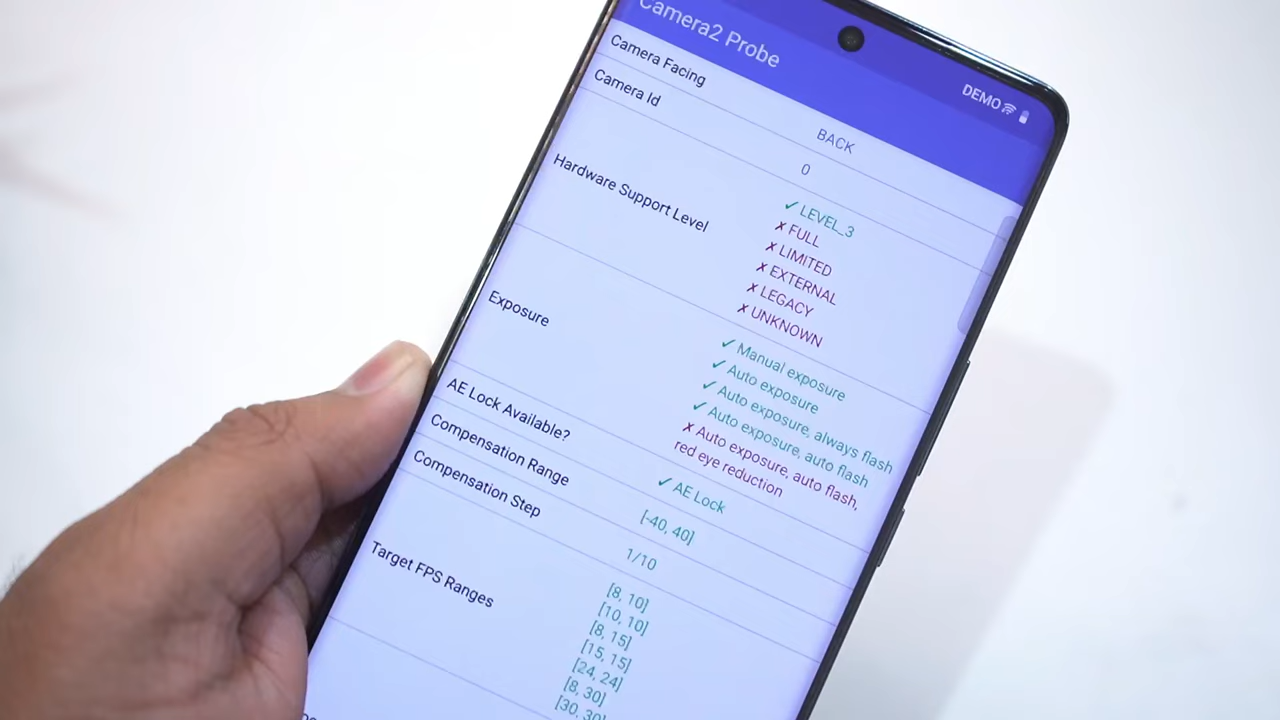 Camera2 Probe
DEMO
Camera Facing
BACK
Camera Id
0
Hardware Support Level
✓ LEVEL_3
✗ FULL
✗ LIMITED
✗ EXTERNAL
✗ LEGACY
✗ UNKNOWN
Exposure
✓ Manual exposure
✓ Auto exposure
✓ Auto exposure, always flash
✓ Auto exposure, auto flash
✗ Auto exposure, auto flash,
red eye reduction
AE Lock Available?
✓ AE Lock
Compensation Range
[-40, 40]
Compensation Step
1/10
Target FPS Ranges
[8, 10]
[10, 10]
[8, 15]
[15, 15]
[24, 24]
[8, 30]
[30, 30]